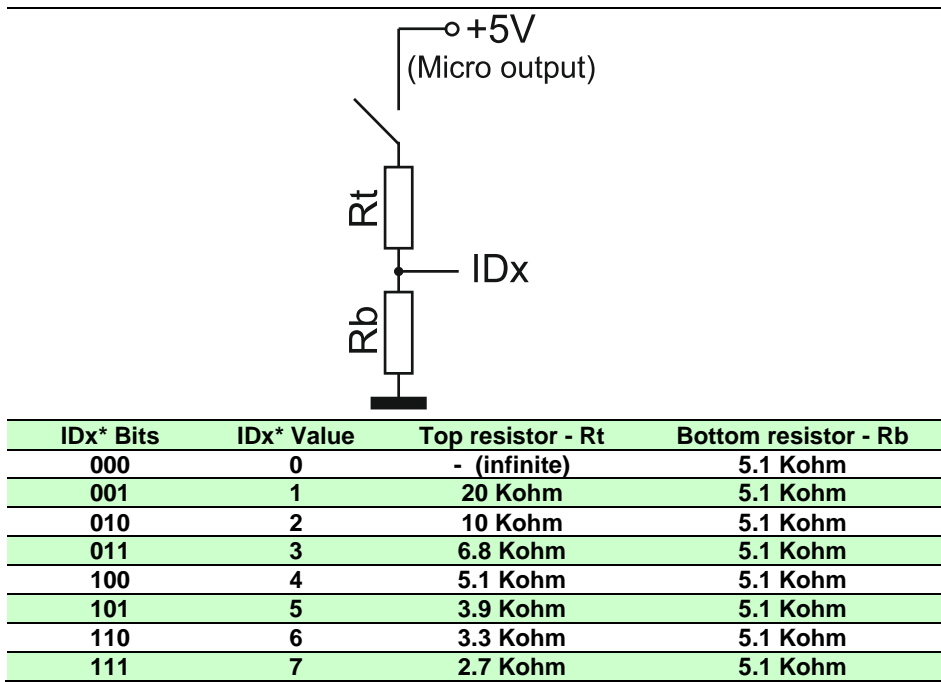 +5V
(Micro output)
Rt
IDx
Rb
IDx* Bits IDx* Value Top resistor - Rt Bottom resistor - Rb
000 0 - (infinite) 5.1 Kohm
001 1 20 Kohm 5.1 Kohm
010 2 10 Kohm 5.1 Kohm
011 3 6.8 Kohm 5.1 Kohm
100 4 5.1 Kohm 5.1 Kohm
101 5 3.9 Kohm 5.1 Kohm
110 6 3.3 Kohm 5.1 Kohm
111 7 2.7 Kohm 5.1 Kohm